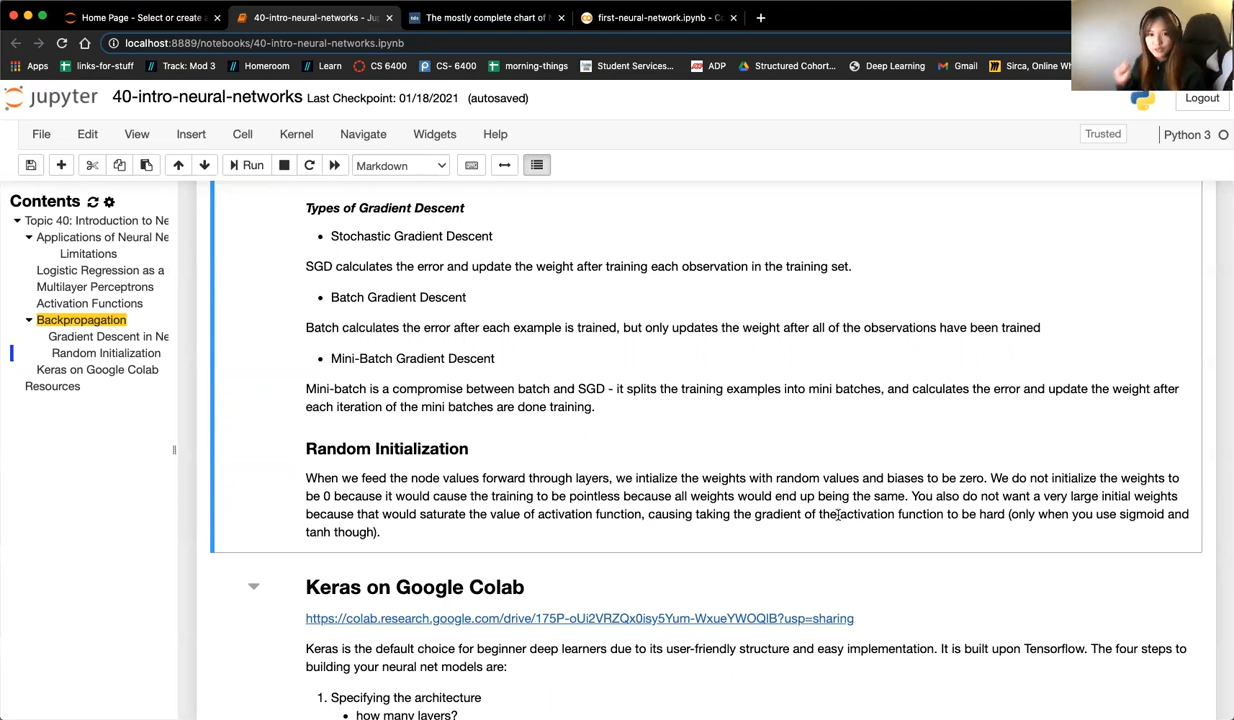 Home Page - Select or create a
40-intro-neural-networks - Jup
The mostly complete chart of N
first-neural-network.ipynb - Co
localhost:8889/notebooks/40-intro-neural-networks.ipynb
Apps
links-for-stuff
Track: Mod 3
Homeroom
Learn
CS 6400
CS- 6400
morning-things
Student Services...
ADP
Structured Cohort...
Deep Learning
Gmail
Sirca, Online Wh
jupyter
40-intro-neural-networks Last Checkpoint: 01/18/2021 (autosaved)
Logout
File
Edit
View
Insert
Cell
Kernel
Navigate
Widgets
Help
Trusted
Python 3
Run
Markdown
Contents
Topic 40: Introduction to Ne
Applications of Neural Ne
Limitations
Logistic Regression as a
Multilayer Perceptrons
Activation Functions
Backpropagation
Gradient Descent in Ne
Random Initialization
Keras on Google Colab
Resources
Types of Gradient Descent
• Stochastic Gradient Descent
SGD calculates the error and update the weight after training each observation in the training set.
• Batch Gradient Descent
Batch calculates the error after each example is trained, but only updates the weight after all of the observations have been trained
• Mini-Batch Gradient Descent
Mini-batch is a compromise between batch and SGD - it splits the training examples into mini batches, and calculates the error and update the weight after
each iteration of the mini batches are done training.
Random Initialization
When we feed the node values forward through layers, we intialize the weights with random values and biases to be zero. We do not initialize the weights to
be 0 because it would cause the training to be pointless because all weights would end up being the same. You also do not want a very large initial weights
because that would saturate the value of activation function, causing taking the gradient of the activation function to be hard (only when you use sigmoid and
tanh though).
Keras on Google Colab
https://colab.research.google.com/drive/175P-oUi2VRZQx0isy5Yum-WxueYWOQlB?usp=sharing
Keras is the default choice for beginner deep learners due to its user-friendly structure and easy implementation. It is built upon Tensorflow. The four steps to
building your neural net models are:
1. Specifying the architecture
• how many layers?